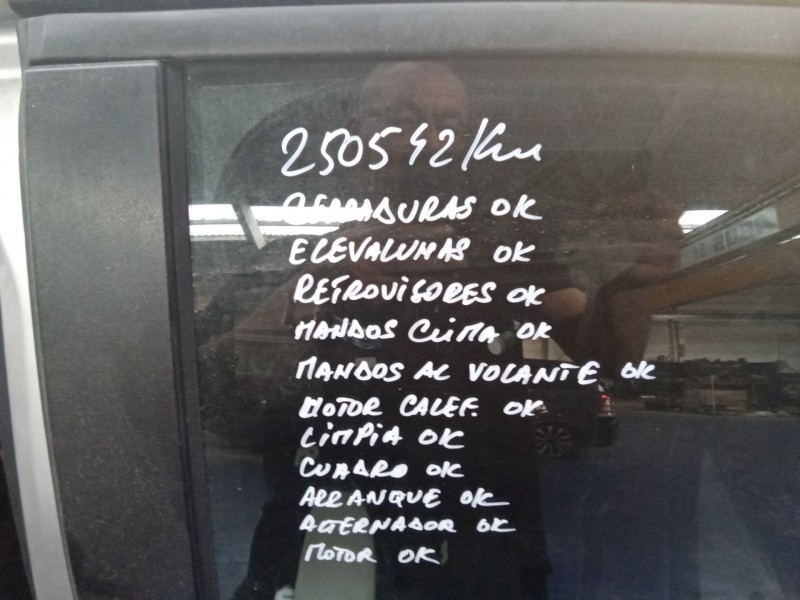 250542/Km
CERRADURAS OK
ELEVALUNAS OK
RETROVISORES OK
MANDOS CLIMA OK
MANDOS AL VOLANTE OK
MOTOR CALEF. OK
LIMPIA OK
CUADRO OK
ARRANQUE OK
ALTERNADOR OK
MOTOR OK